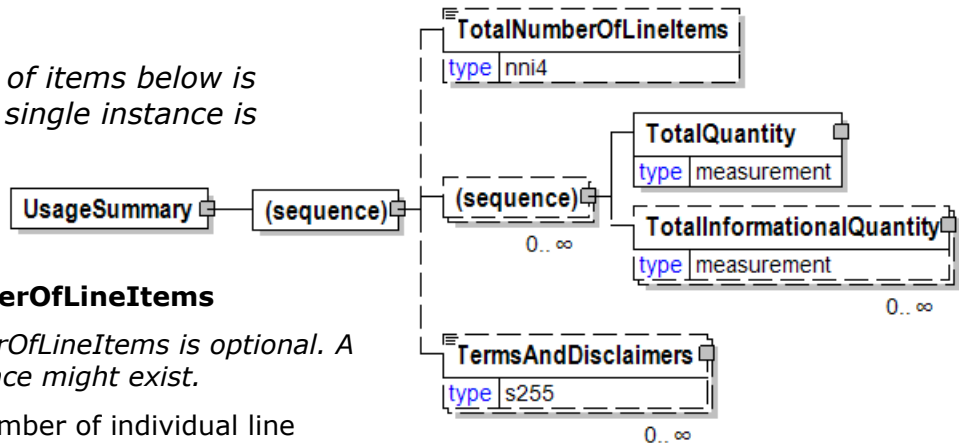 of items below is
single instance is
erOfLineItems
rOfLineItems is optional. A
nce might exist.
mber of individual line
UsageSummary
(sequence)
TotalNumberOfLineItems
type nni4
(sequence)
0.. ∞
TotalQuantity
type measurement
TotalInformationalQuantity
type measurement
0.. ∞
TermsAndDisclaimers
type s255
0.. ∞